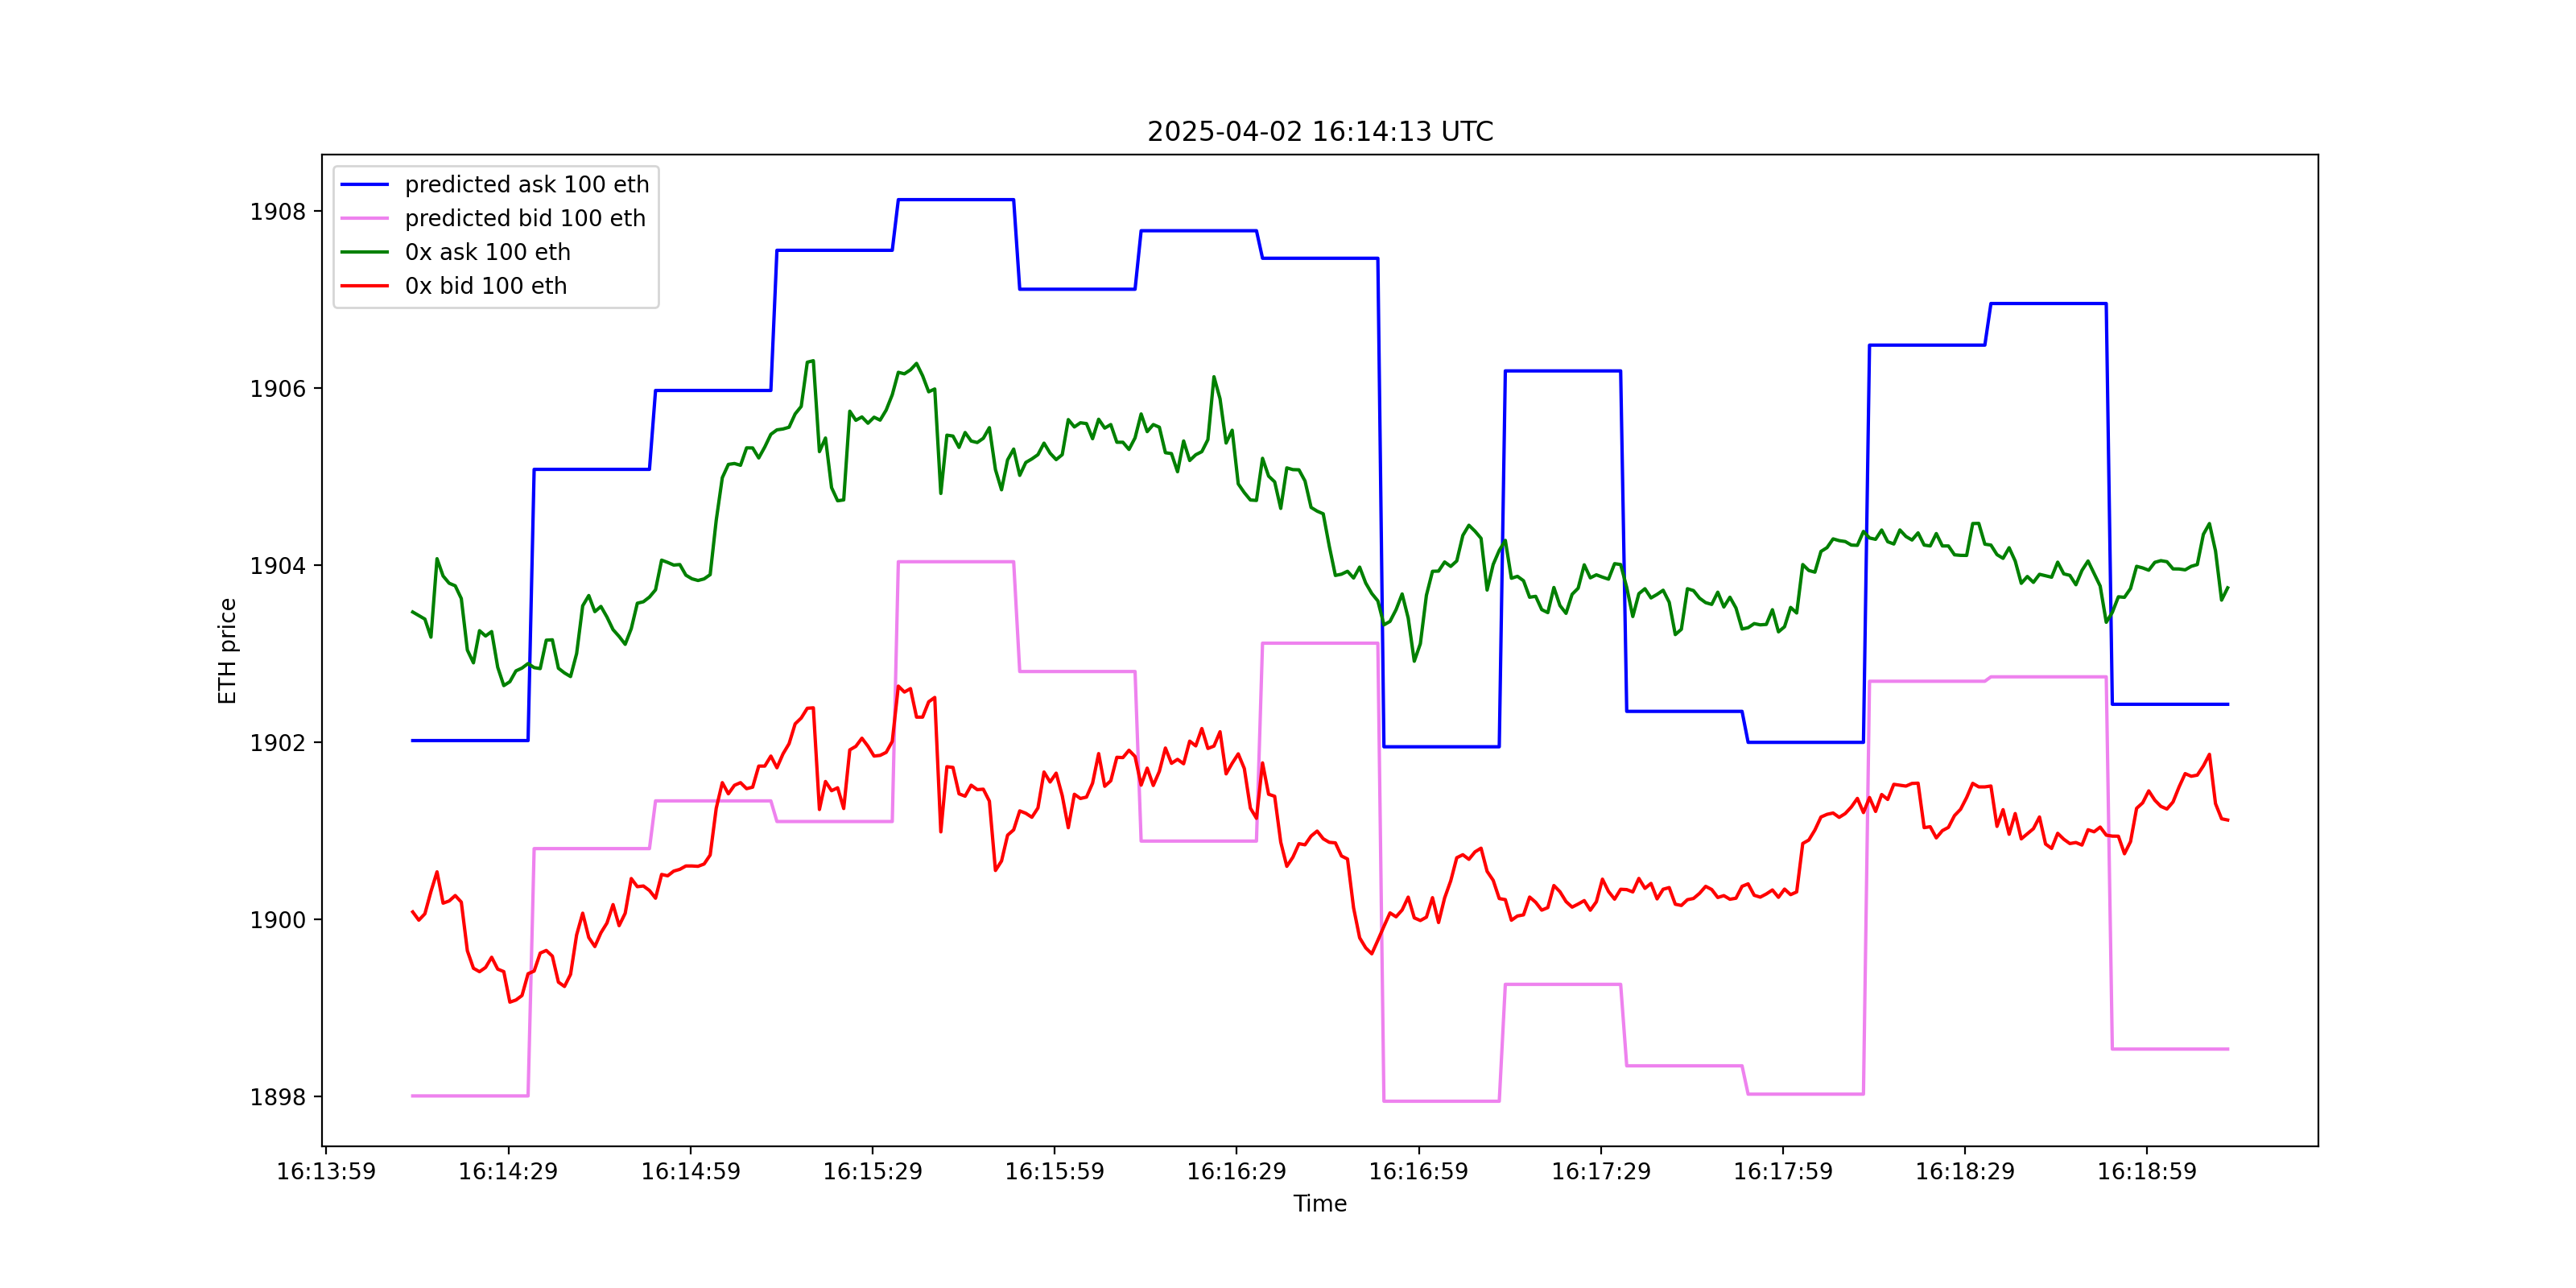 2025-04-02 16:14:13 UTC
predicted ask 100 eth
predicted bid 100 eth
0x ask 100 eth
0x bid 100 eth
ETH price
1908
1906
1904
1902
1900
1898
16:13:59 16:14:29 16:14:59 16:15:29 16:15:59 16:16:29 16:16:59 16:17:29 16:17:59 16:18:29 16:18:59
Time